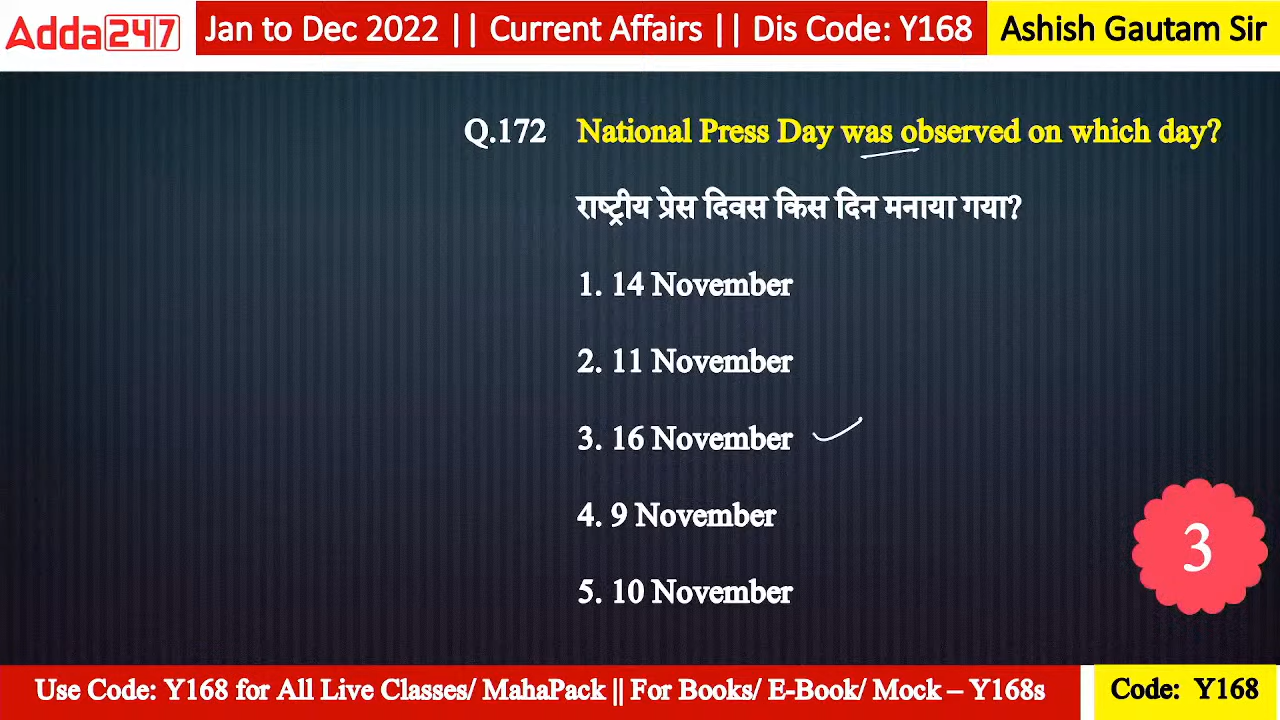 Adda247 Jan to Dec 2022 || Current Affairs || Dis Code: Y168 Ashish Gautam Sir
Q.172 National Press Day was observed on which day?
राष्ट्रीय प्रेस दिवस किस दिन मनाया गया?
1. 14 November
2. 11 November
3. 16 November
4. 9 November
5. 10 November
3
Use Code: Y168 for All Live Classes/ MahaPack || For Books/ E-Book/ Mock – Y168s Code: Y168